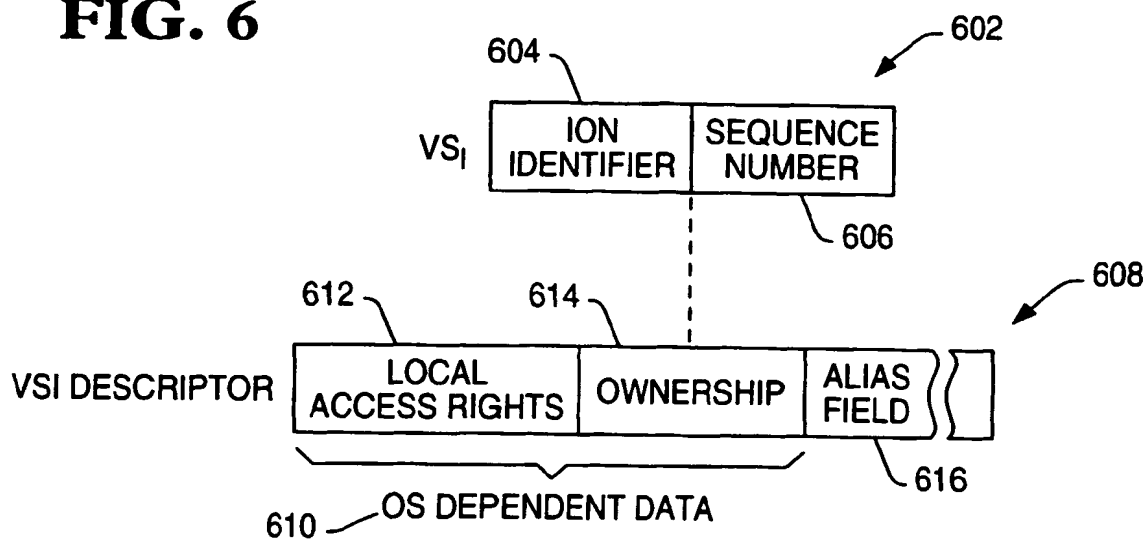 FIG. 6
602
604
VSI
ION IDENTIFIER
SEQUENCE NUMBER
606
608
612
614
VSI DESCRIPTOR
LOCAL ACCESS RIGHTS
OWNERSHIP
ALIAS FIELD
616
OS DEPENDENT DATA
610